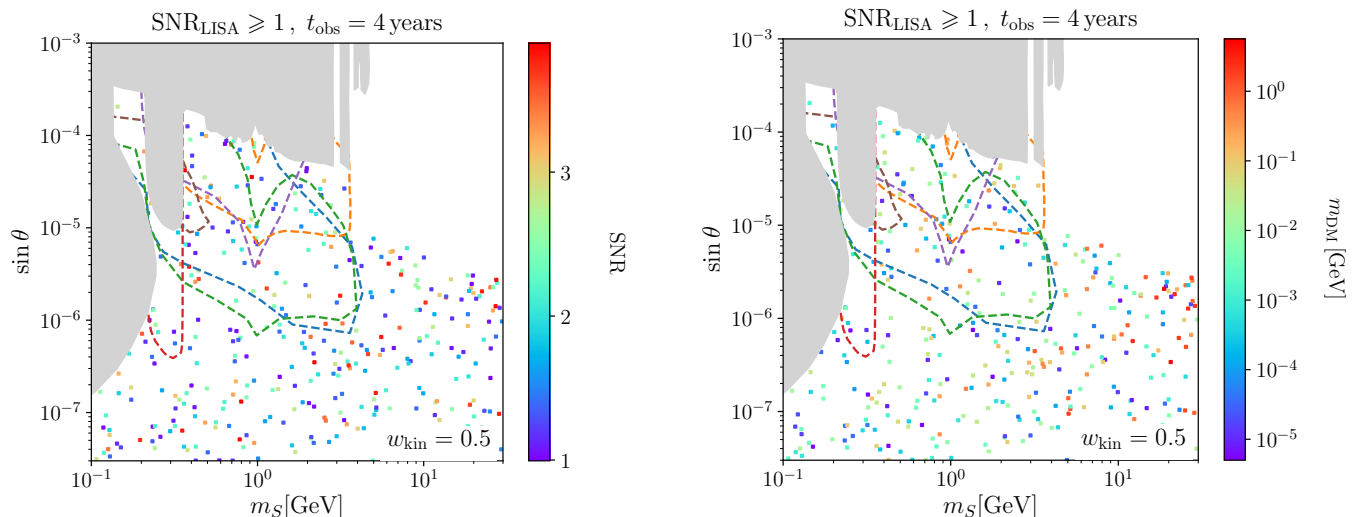 SNR_LISA ⩾ 1 , t_obs = 4 years
10^−3
10^−4
10^−5
10^−6
10^−7
sin θ
10^−1
10^0
10^1
m_S[GeV]
w_kin = 0.5
3
2
1
SNR
SNR_LISA ⩾ 1 , t_obs = 4 years
10^−3
10^−4
10^−5
10^−6
10^−7
sin θ
10^−1
10^0
10^1
m_S[GeV]
w_kin = 0.5
10^0
10^−1
10^−2
10^−3
10^−4
10^−5
m_DM [GeV]